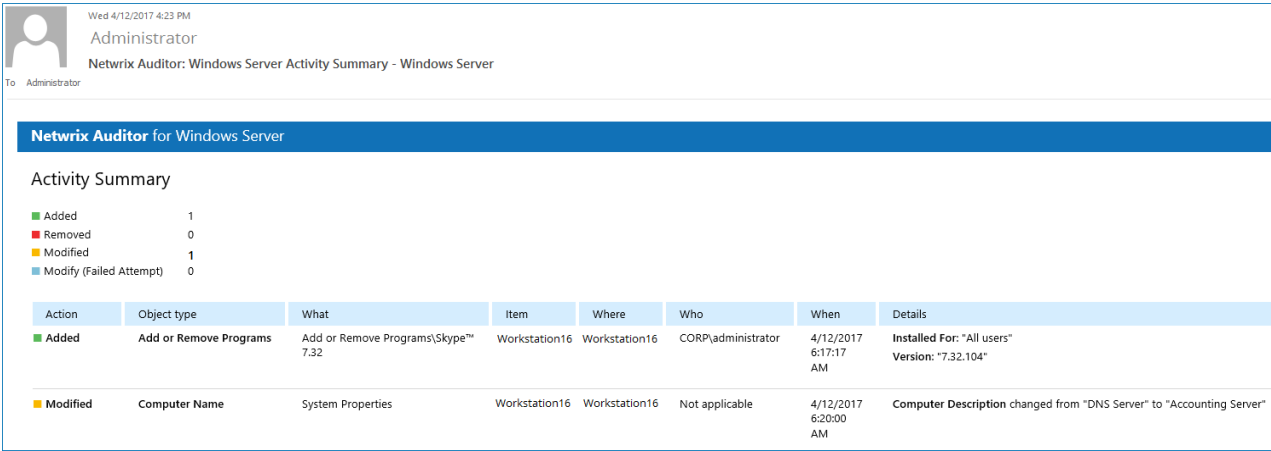 Wed 4/12/2017 4:23 PM
Administrator
Netwrix Auditor: Windows Server Activity Summary - Windows Server
To Administrator
Netwrix Auditor for Windows Server
Activity Summary
Added 1
Removed 0
Modified 1
Modify (Failed Attempt) 0
Action Object type What Item Where Who When Details
Added Add or Remove Programs Add or Remove Programs\Skype™ Workstation16 Workstation16 CORP\administrator 4/12/2017 Installed For: "All users"
7.32 6:17:17 Version: "7.32.104"
AM
Modified Computer Name System Properties Workstation16 Workstation16 Not applicable 4/12/2017 Computer Description changed from "DNS Server" to "Accounting Server"
6:20:00
AM